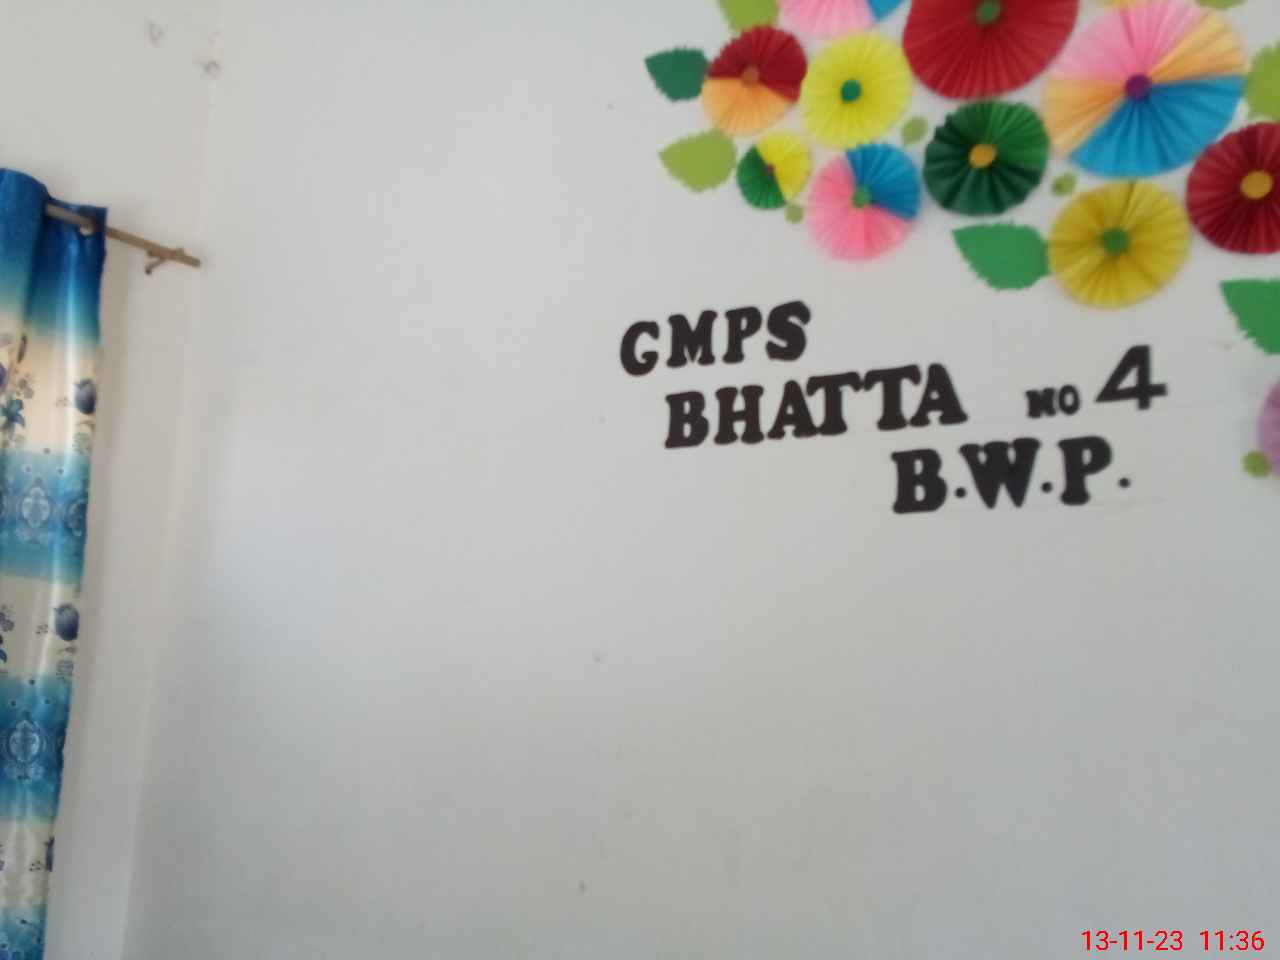 GMPS
BHATTA NO 4
B.W.P.
13-11-23 11:36